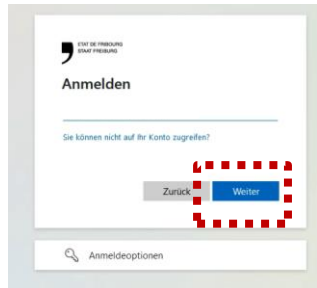 ETAT DE FRIBOURG
STAAT FREIBURG
Anmelden
Sie können nicht auf Ihr Konto zugreifen?
Zurück
Weiter
Anmeldeoptionen